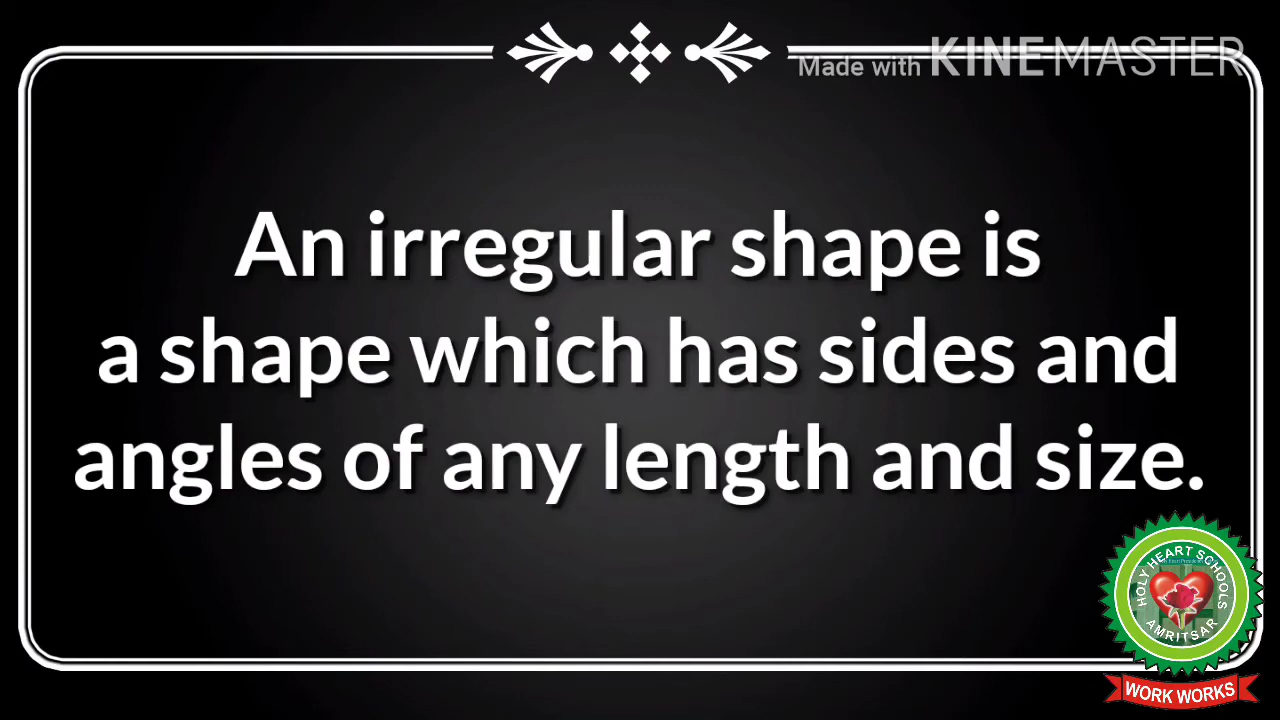 Made with KINEMASTER
An irregular shape is
a shape which has sides and
angles of any length and size.
HOLY HEART SCHOOLS
AMRITSAR
WORK WORKS